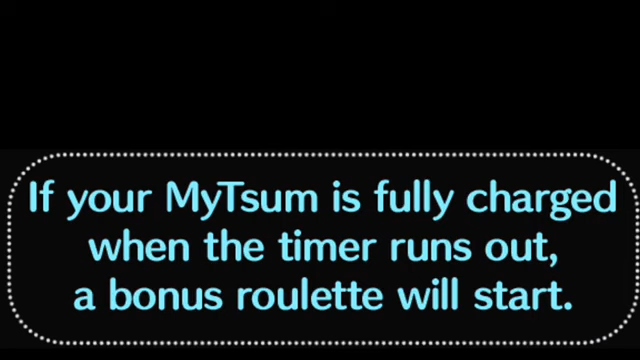 If your MyTsum is fully charged
when the timer runs out,
a bonus roulette will start.